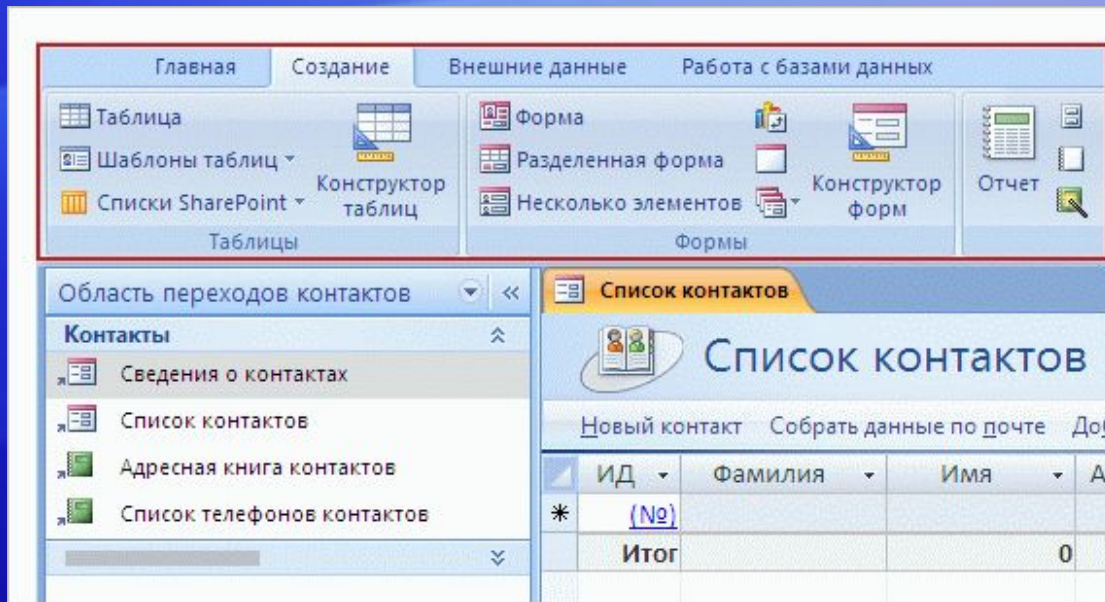 Главная Создание Внешние данные Работа с базами данных
Таблица
Шаблоны таблиц
Списки SharePoint
Конструктор
таблиц
Таблицы
Форма
Разделенная форма
Несколько элементов
Конструктор
форм
Формы
Отчет
Область переходов контактов
Контакты
Сведения о контактах
Список контактов
Адресная книга контактов
Список телефонов контактов
Список контактов
Список контактов
Новый контакт Собрать данные по почте
ИД Фамилия Имя А
* (№)
Итог 0